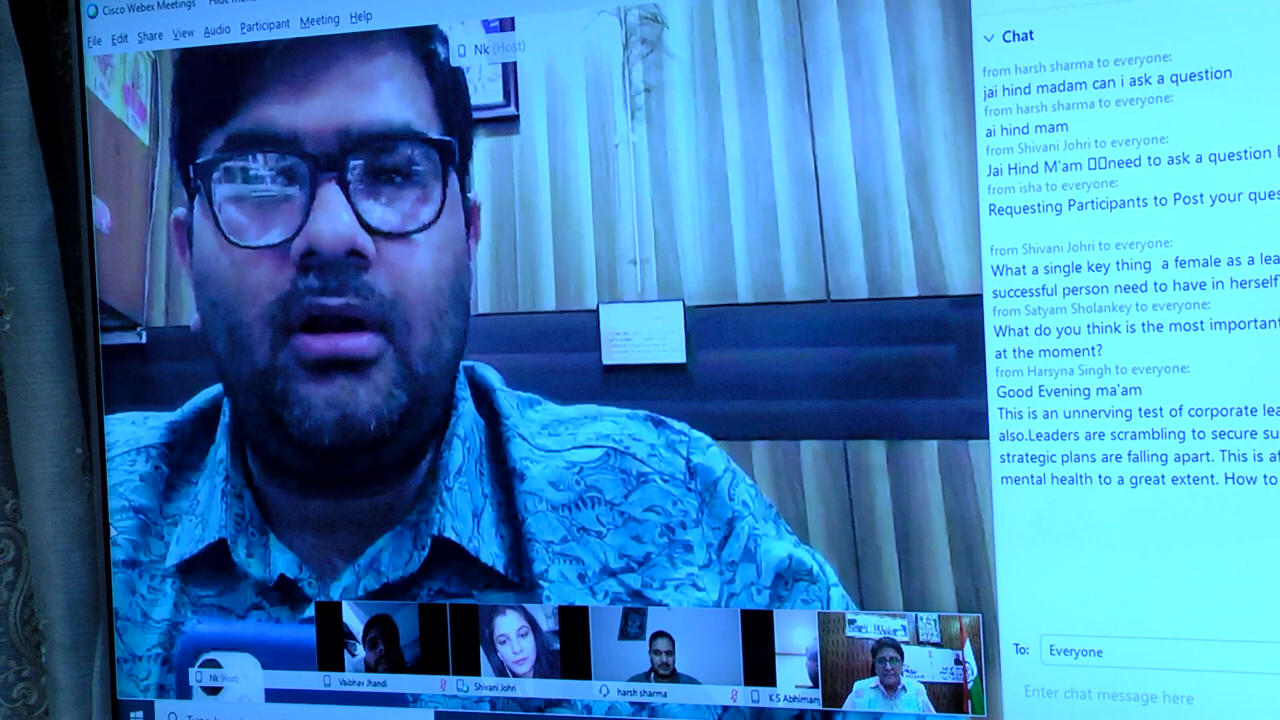 Cisco Webex Meetings
File Edit Share View Audio Participant Meeting Help
Nk (Host)
Chat
from harsh sharma to everyone:
jai hind madam can i ask a question
from harsh sharma to everyone:
ai hind mam
from Shivani Johri to everyone:
Jai Hind M'am need to ask a question
from isha to everyone:
Requesting Participants to Post your ques
from Shivani Johri to everyone:
What a single key thing a female as a lea
successful person need to have in herself
from Satyam Sholankey to everyone:
What do you think is the most important
at the moment?
from Harsyna Singh to everyone:
Good Evening ma'am
This is an unnerving test of corporate lea
also.Leaders are scrambling to secure su
strategic plans are falling apart. This is af
mental health to a great extent. How to
To: Everyone
Enter chat message here
Nk (Host)
Vaibhav Jhandi
Shivani Johri
harsh sharma
K S Abhiman